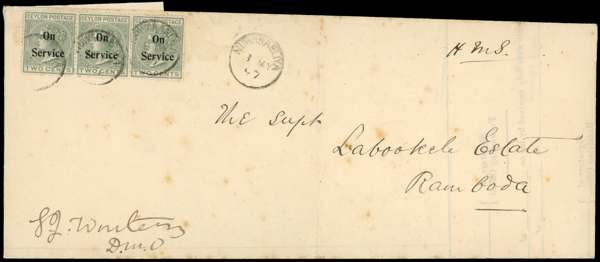 CEYLON POSTAGE CEYLON POSTAGE CEYLON POSTAGE
On On On
Service Service Service
TWO CENTS TWO CENTS TWO CENTS
MY
H.M.S.
The Supt
Labookele Estate
Ramboda
D.M.O